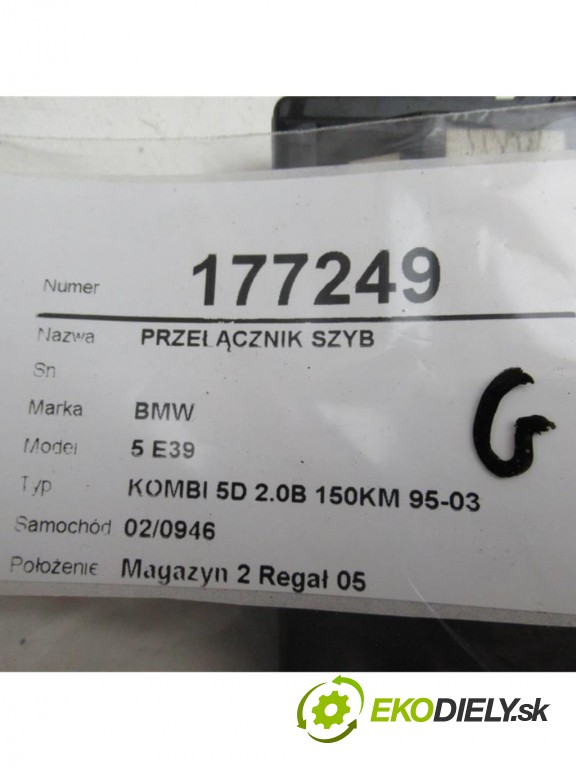 Numer 177249
Nazwa PRZEŁĄCZNIK SZYB
Sn
Marka BMW
Model 5 E39
Typ KOMBI 5D 2.0B 150KM 95-03
Samochód 02/0946
Położenie Magazyn 2 Regał 05
G
EKODIELY.sk